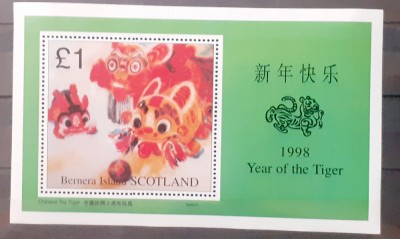 £1
Bernera Island SCOTLAND
新年快乐
1998
Year of the Tiger
Chinese Toy Tiger